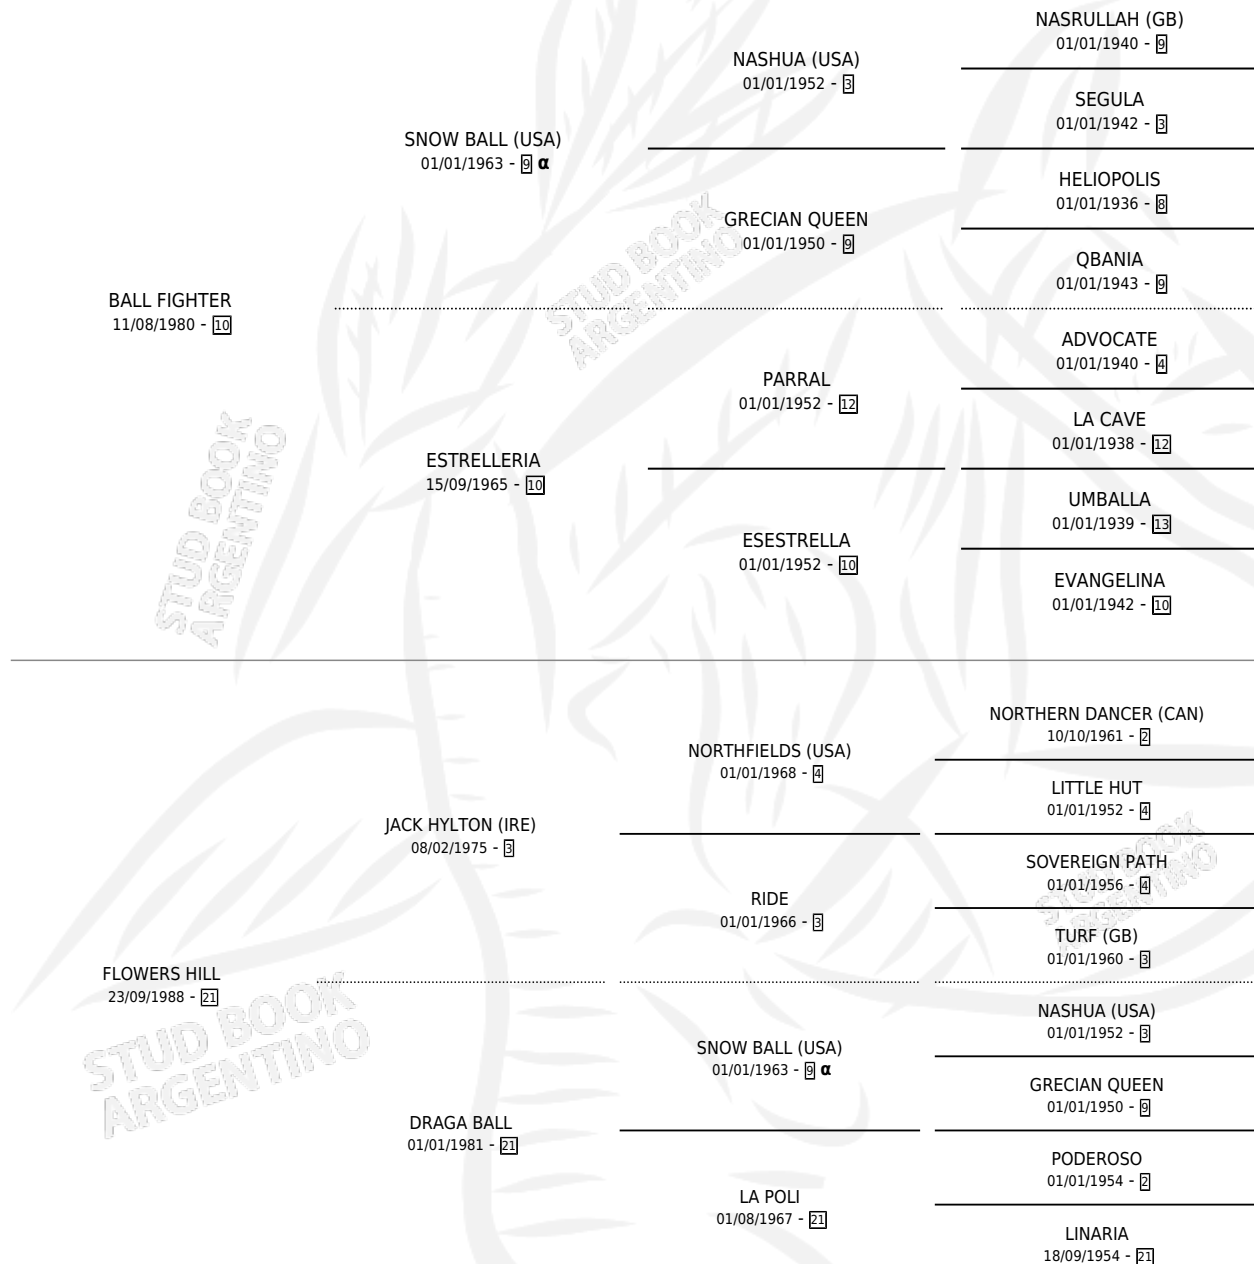 NASRULLAH (GB)
01/01/1940 - 9
NASHUA (USA)
01/01/1952 - 3
SEGULA
01/01/1942 - 3
SNOW BALL (USA)
01/01/1963 - 9 α
HELIOPOLIS
01/01/1936 - 8
GRECIAN QUEEN
01/01/1950 - 9
QBANIA
01/01/1943 - 9
BALL FIGHTER
11/08/1980 - 10
ADVOCATE
01/01/1940 - 4
PARRAL
01/01/1952 - 12
LA CAVE
01/01/1938 - 12
ESTRELLERIA
15/09/1965 - 10
UMBALLA
01/01/1939 - 13
ESESTRELLA
01/01/1952 - 10
EVANGELINA
01/01/1942 - 10
NORTHERN DANCER (CAN)
10/10/1961 - 2
NORTHFIELDS (USA)
01/01/1968 - 4
LITTLE HUT
01/01/1952 - 4
JACK HYLTON (IRE)
08/02/1975 - 3
SOVEREIGN PATH
01/01/1956 - 4
RIDE
01/01/1966 - 3
TURF (GB)
01/01/1960 - 3
FLOWERS HILL
23/09/1988 - 21
NASHUA (USA)
01/01/1952 - 3
SNOW BALL (USA)
01/01/1963 - 9 α
GRECIAN QUEEN
01/01/1950 - 9
DRAGA BALL
01/01/1981 - 21
PODEROSO
01/01/1954 - 2
LA POLI
01/08/1967 - 21
LINARIA
18/09/1954 - 21
STUD BOOK
ARGENTINO
STUD BOOK
ARGENTINO
STUD BOOK
ARGENTINO
STUD BOOK
ARGENTINO